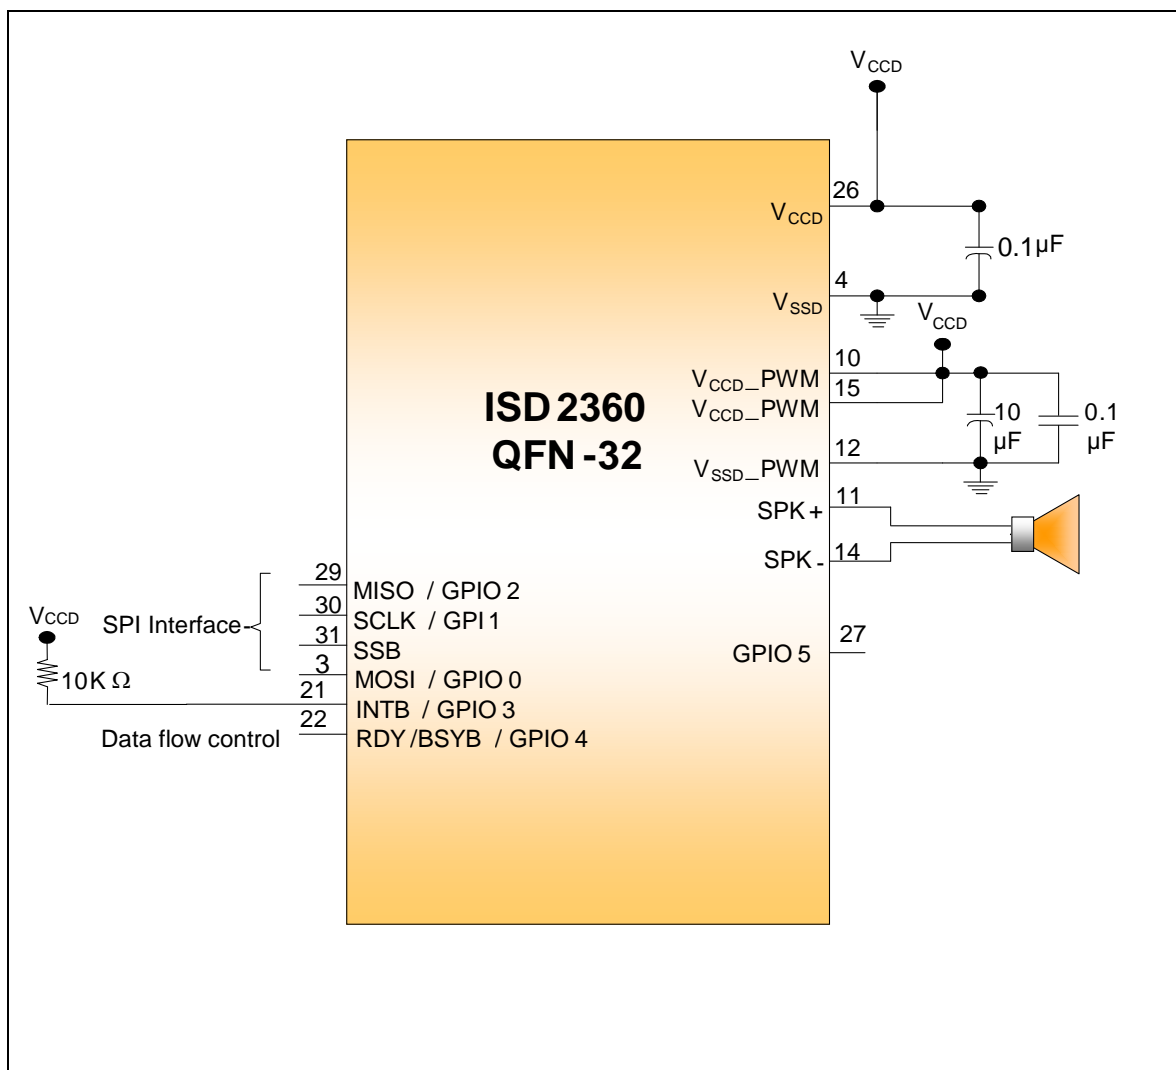 VCCD
26
VCCD
0.1µF
4
VSSD
VCCD
10
VCCD_PWM
15
VCCD_PWM
10
µF
0.1
µF
ISD2360
QFN-32
12
VSSD_PWM
11
SPK+
14
SPK-
29
MISO / GPIO 2
30
SCLK / GPI 1
SPI Interface
31
SSB
3
MOSI / GPIO 0
VCCD
10K Ω
21
INTB / GPIO 3
22
RDY/BSYB / GPIO 4
Data flow control
27
GPIO 5